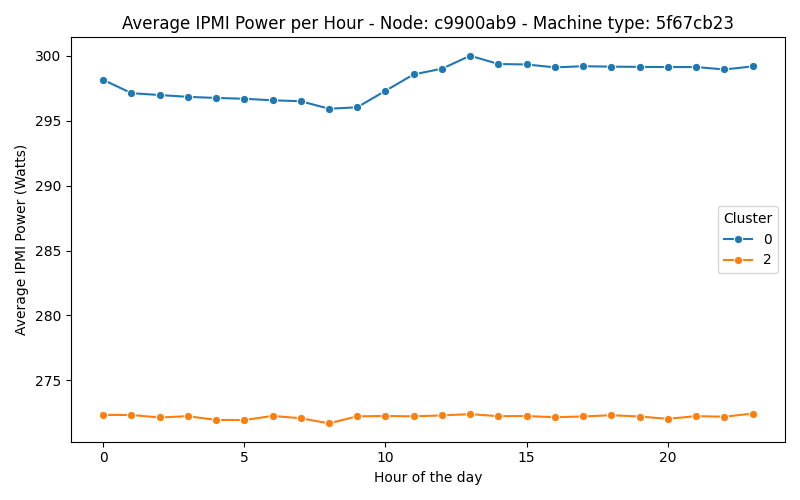 Average IPMI Power per Hour - Node: c9900ab9 - Machine type: 5f67cb23
Average IPMI Power (Watts)
300
295
290
285
280
275
Cluster
0
2
0 5 10 15 20
Hour of the day